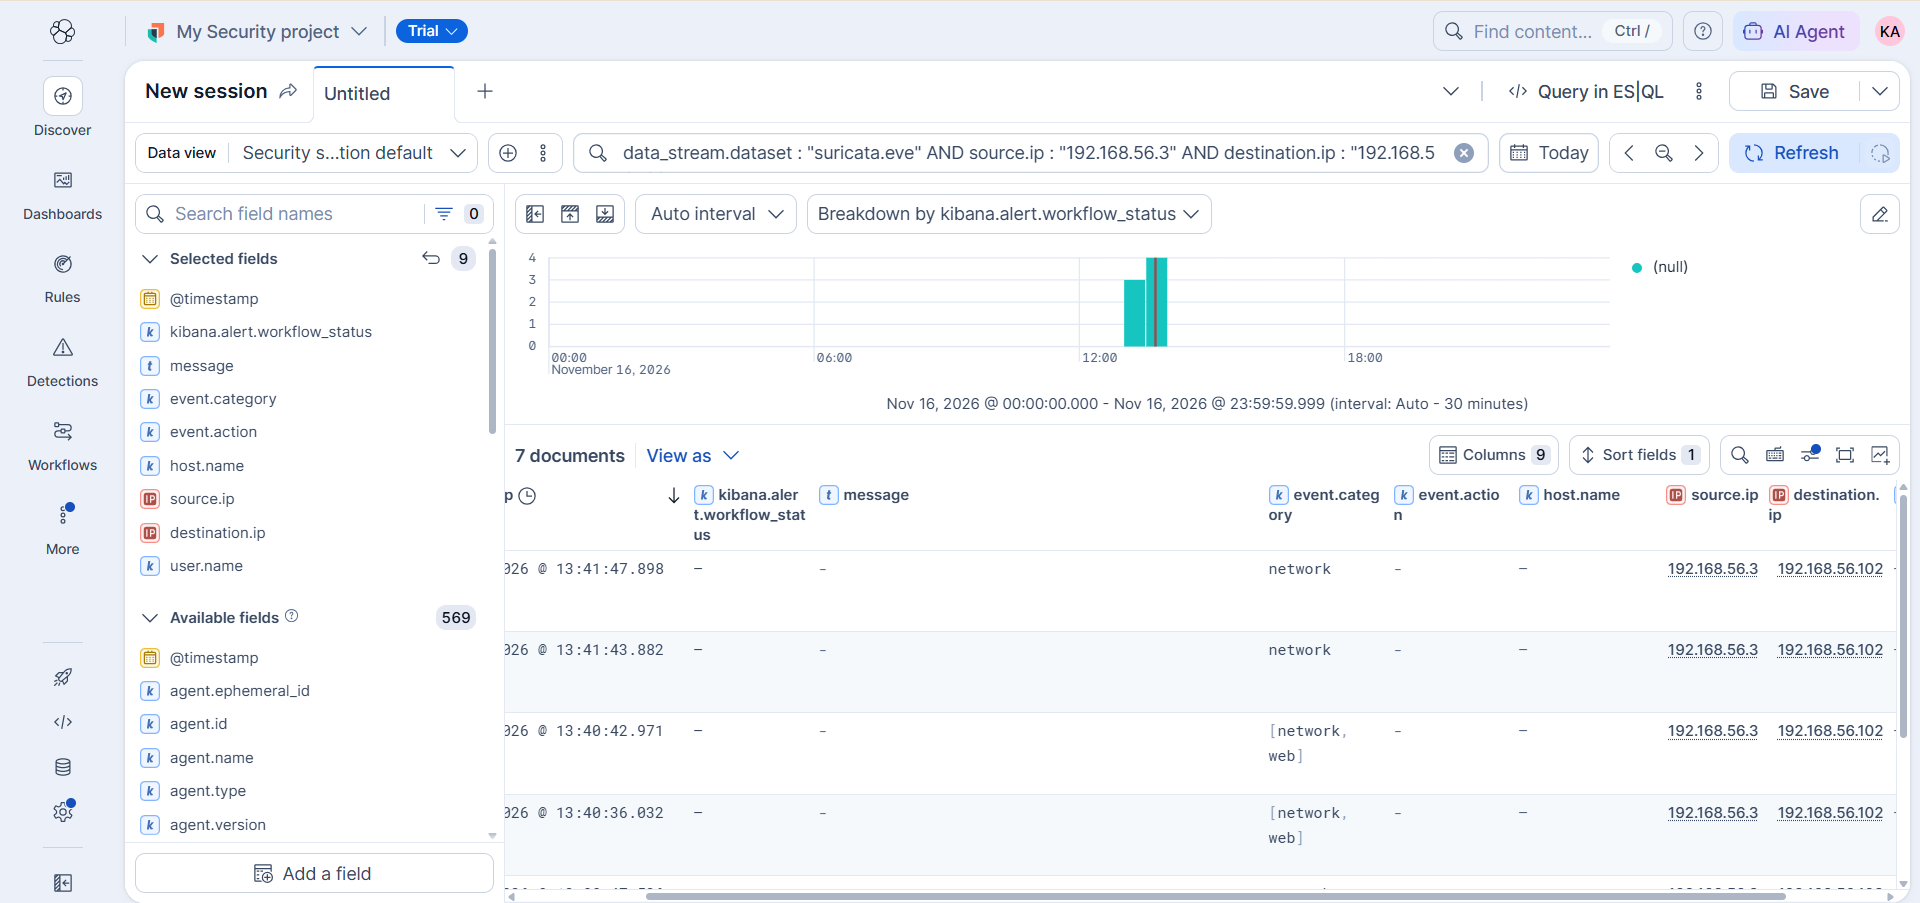 My Security project
Trial
Find content...
Ctrl /
AI Agent
KA
Discover
Dashboards
Rules
Detections
Workflows
More
New session
Untitled
Query in ES|QL
Save
Data view
Security s...tion default
data_stream.dataset : "suricata.eve" AND source.ip : "192.168.56.3" AND destination.ip : "192.168.5
Today
Refresh
Search field names
0
Selected fields
9
@timestamp
kibana.alert.workflow_status
message
event.category
event.action
host.name
source.ip
destination.ip
user.name
Available fields
569
@timestamp
agent.ephemeral_id
agent.id
agent.name
agent.type
agent.version
Add a field
Auto interval
Breakdown by kibana.alert.workflow_status
4
3
2
1
0
00:00
06:00
12:00
18:00
November 16, 2026
(null)
Nov 16, 2026 @ 00:00:00.000 - Nov 16, 2026 @ 23:59:59.999 (interval: Auto - 30 minutes)
7 documents
View as
Columns 9
Sort fields 1
p
k kibana.aler
t.workflow_stat
us
t message
k event.categ
ory
k event.actio
n
k host.name
IP source.ip
IP destination.
ip
026 @ 13:41:47.898 – - network - – 192.168.56.3 192.168.56.102 -
026 @ 13:41:43.882 – - network - – 192.168.56.3 192.168.56.102 -
026 @ 13:40:42.971 – - [network, - – 192.168.56.3 192.168.56.102 -
web]
026 @ 13:40:36.032 – - [network, - – 192.168.56.3 192.168.56.102 -
web]